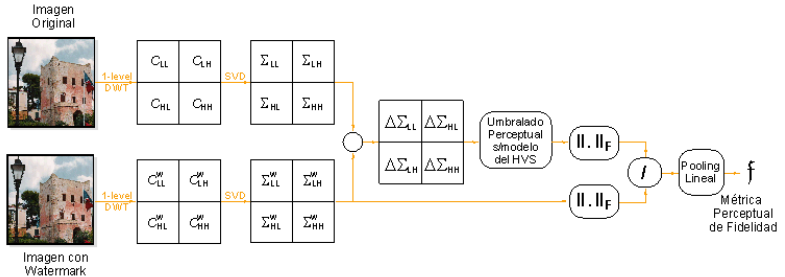 Imagen
Original
1-level
DWT
C_LL C_LH
C_HL C_HH
SVD
Σ_LL Σ_LH
Σ_HL Σ_HH
ΔΣ_LL ΔΣ_HL
ΔΣ_LH ΔΣ_HH
Umbralado
Perceptual
s/modelo
del HVS
||.||_F
/
Pooling
Lineal
f
Métrica
Perceptual
de Fidelidad
Imagen con
Watermark
1-level
DWT
C^W_LL C^W_LH
C^W_HL C^W_HH
SVD
Σ^W_LL Σ^W_LH
Σ^W_HL Σ^W_HH
||.||_F